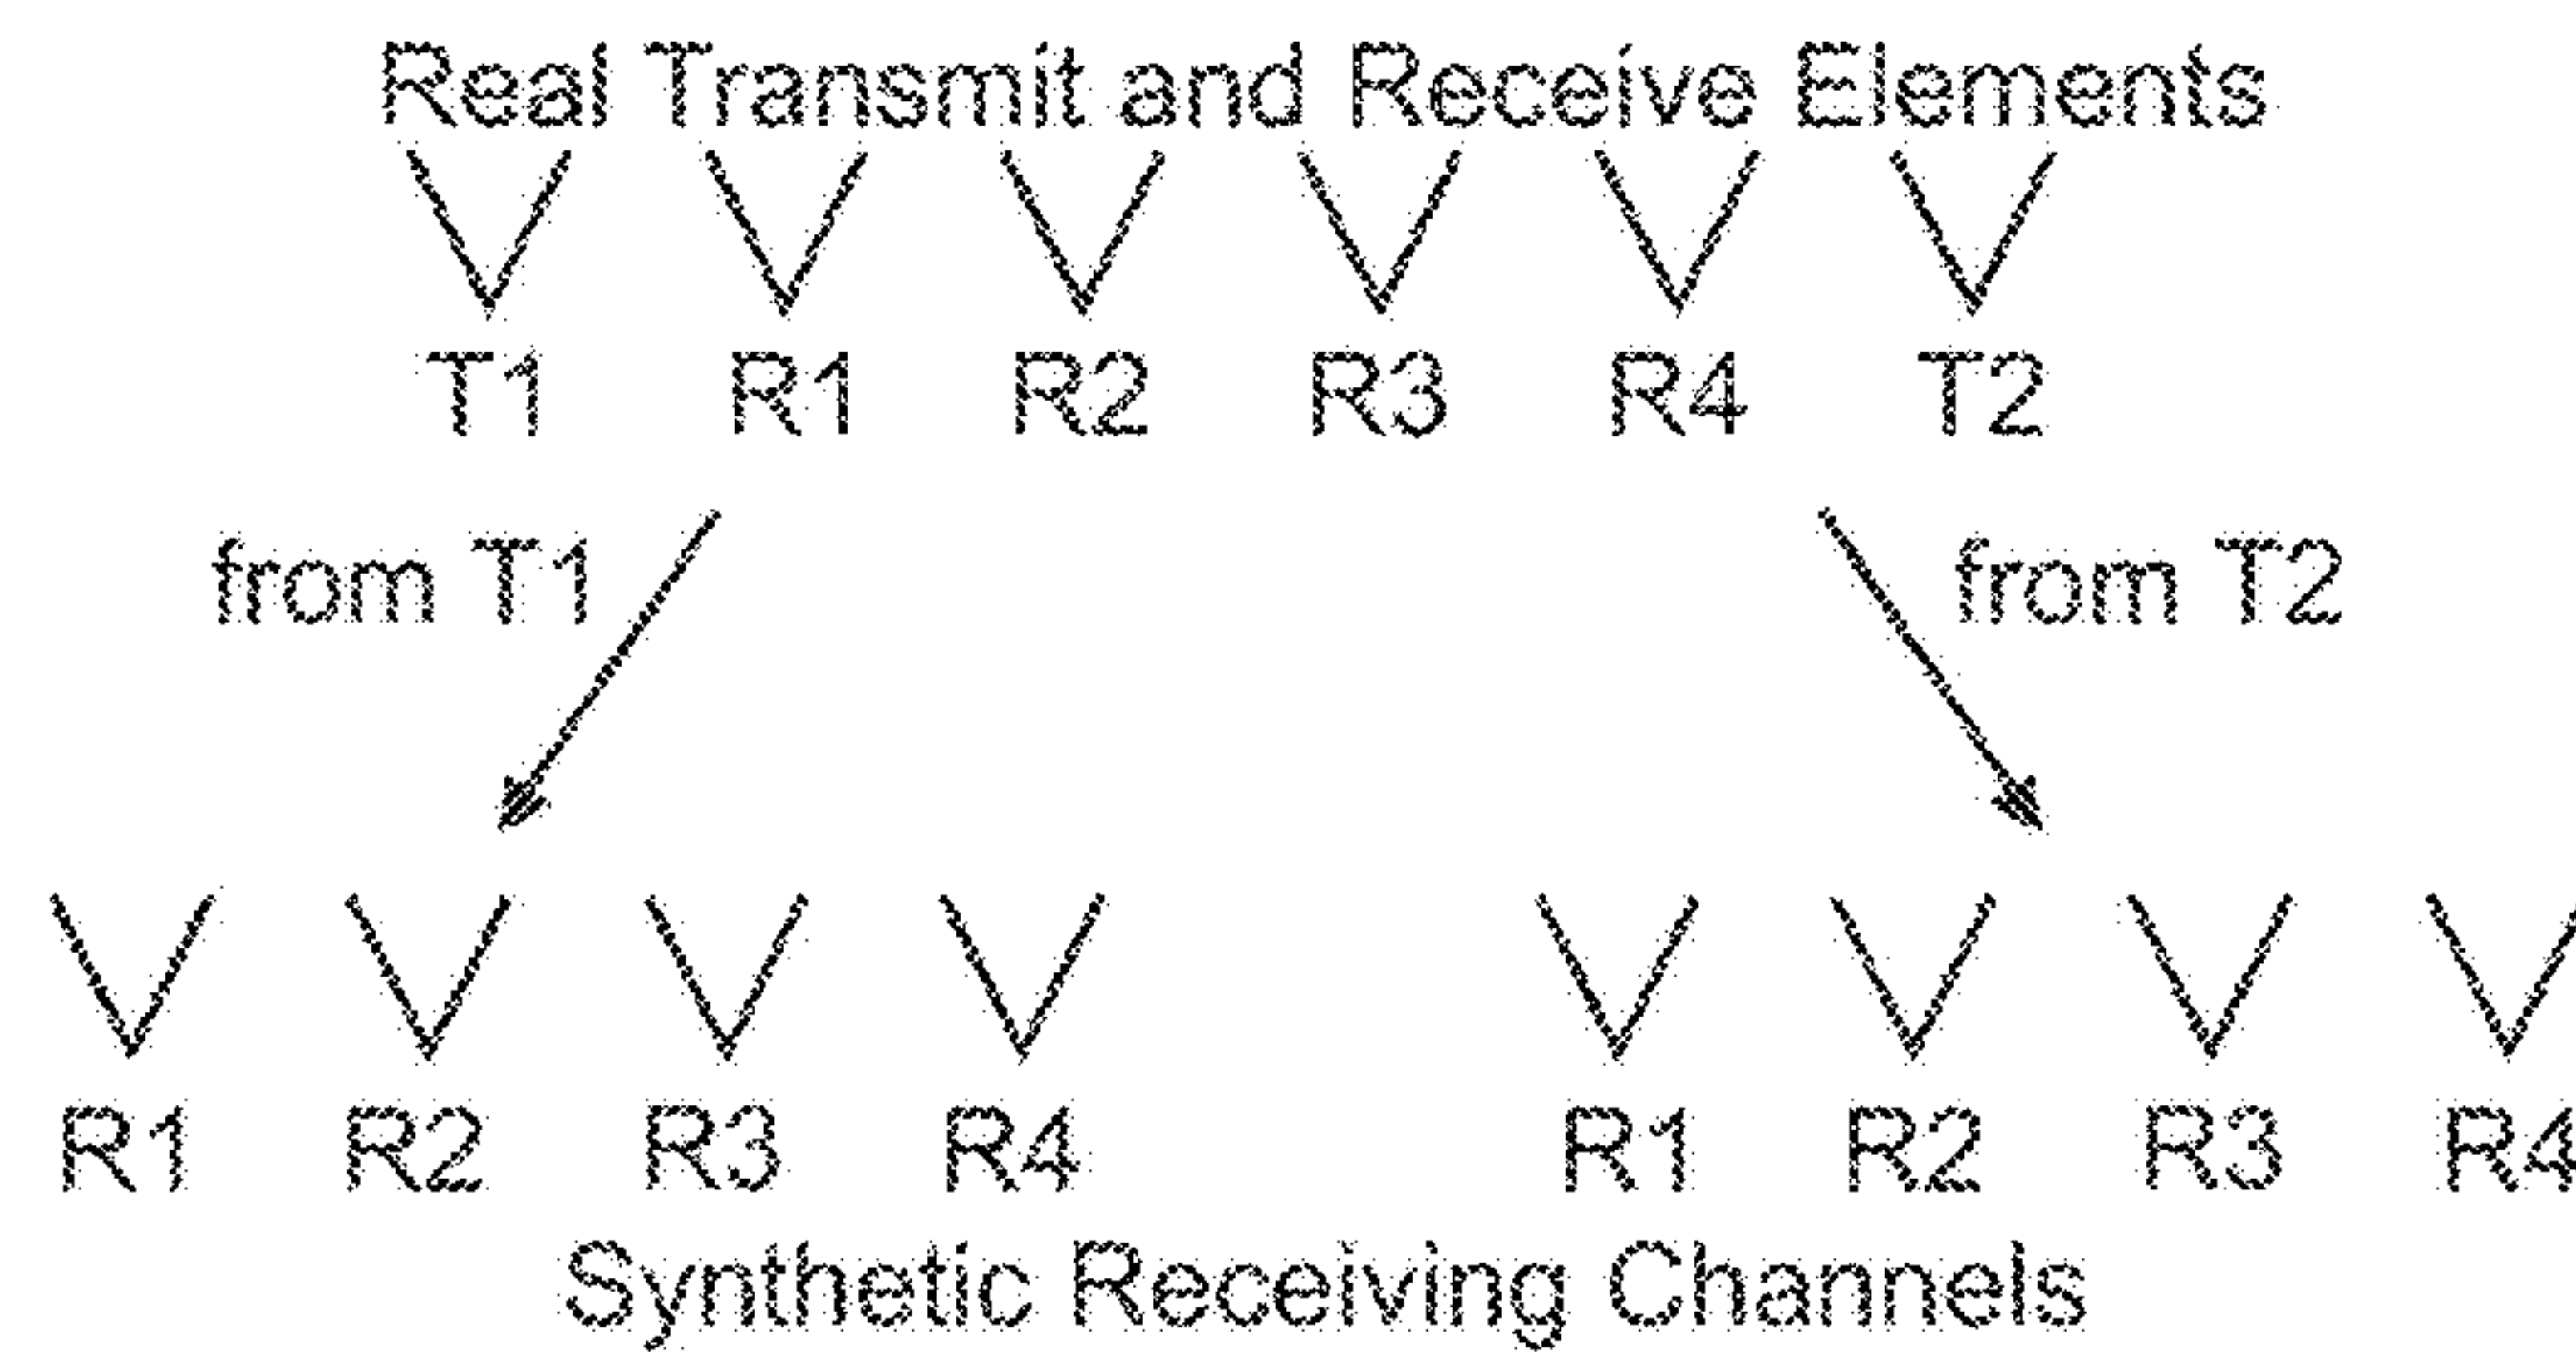 Real Transmit and Receive Elements
T1 R1 R2 R3 R4 T2
from T1 from T2
R1 R2 R3 R4 R1 R2 R3 R4
Synthetic Receiving Channels